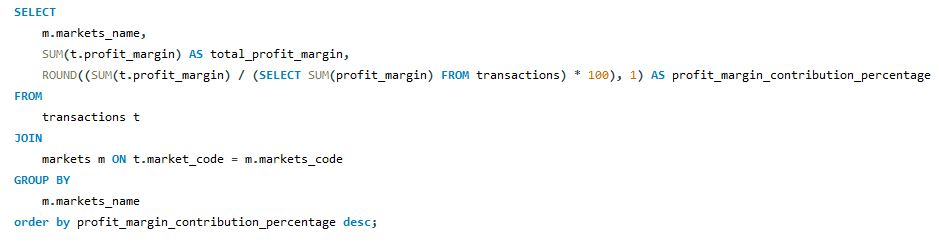 SELECT
m.markets_name,
SUM(t.profit_margin) AS total_profit_margin,
ROUND((SUM(t.profit_margin) / (SELECT SUM(profit_margin) FROM transactions) * 100), 1) AS profit_margin_contribution_percentage
FROM
transactions t
JOIN
markets m ON t.market_code = m.markets_code
GROUP BY
m.markets_name
order by profit_margin_contribution_percentage desc;